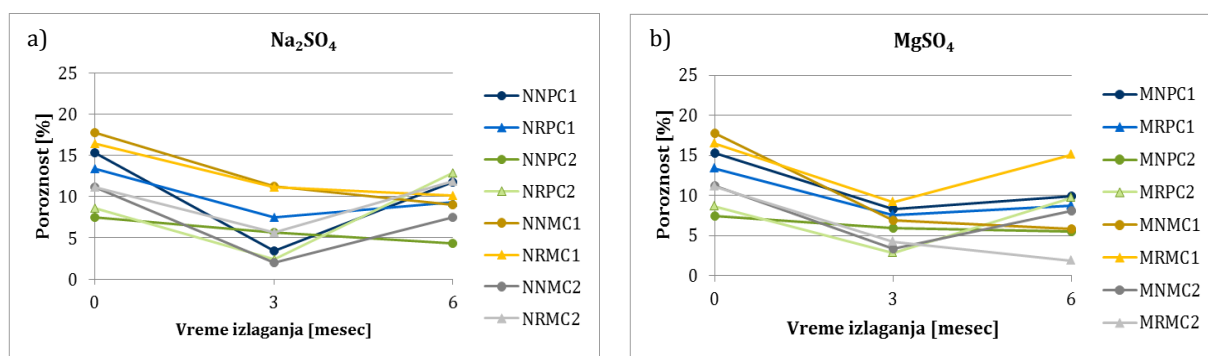 a)
Na₂SO₄
Poroznost [%]
25
20
15
10
5
0
0 3 6
Vreme izlaganja [mesec]
NNPC1
NRPC1
NNPC2
NRPC2
NNMC1
NRMC1
NNMC2
NRMC2
b)
MgSO₄
Poroznost [%]
25
20
15
10
5
0
0 3 6
Vreme izlaganja [mesec]
MNPC1
MRPC1
MNPC2
MRPC2
MNMC1
MRMC1
MNMC2
MRMC2